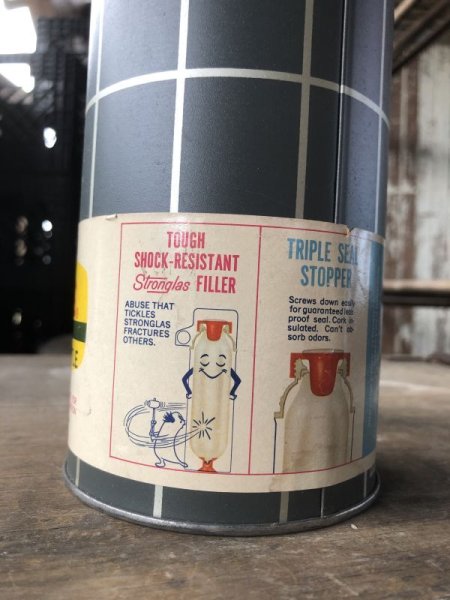 TOUGH
SHOCK-RESISTANT
Stronglas FILLER
ABUSE THAT
TICKLES
STRONGLAS
FRACTURES
OTHERS.
TRIPLE SEAL
STOPPER
Screws down easily
for guaranteed leak-
proof seal. Cork in-
sulated. Can't ab-
sorb odors.